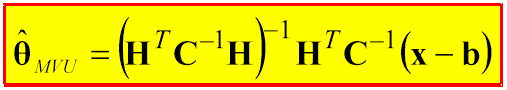 θ̂_MVU = (H^T C^−1 H)^−1 H^T C^−1 (x − b)